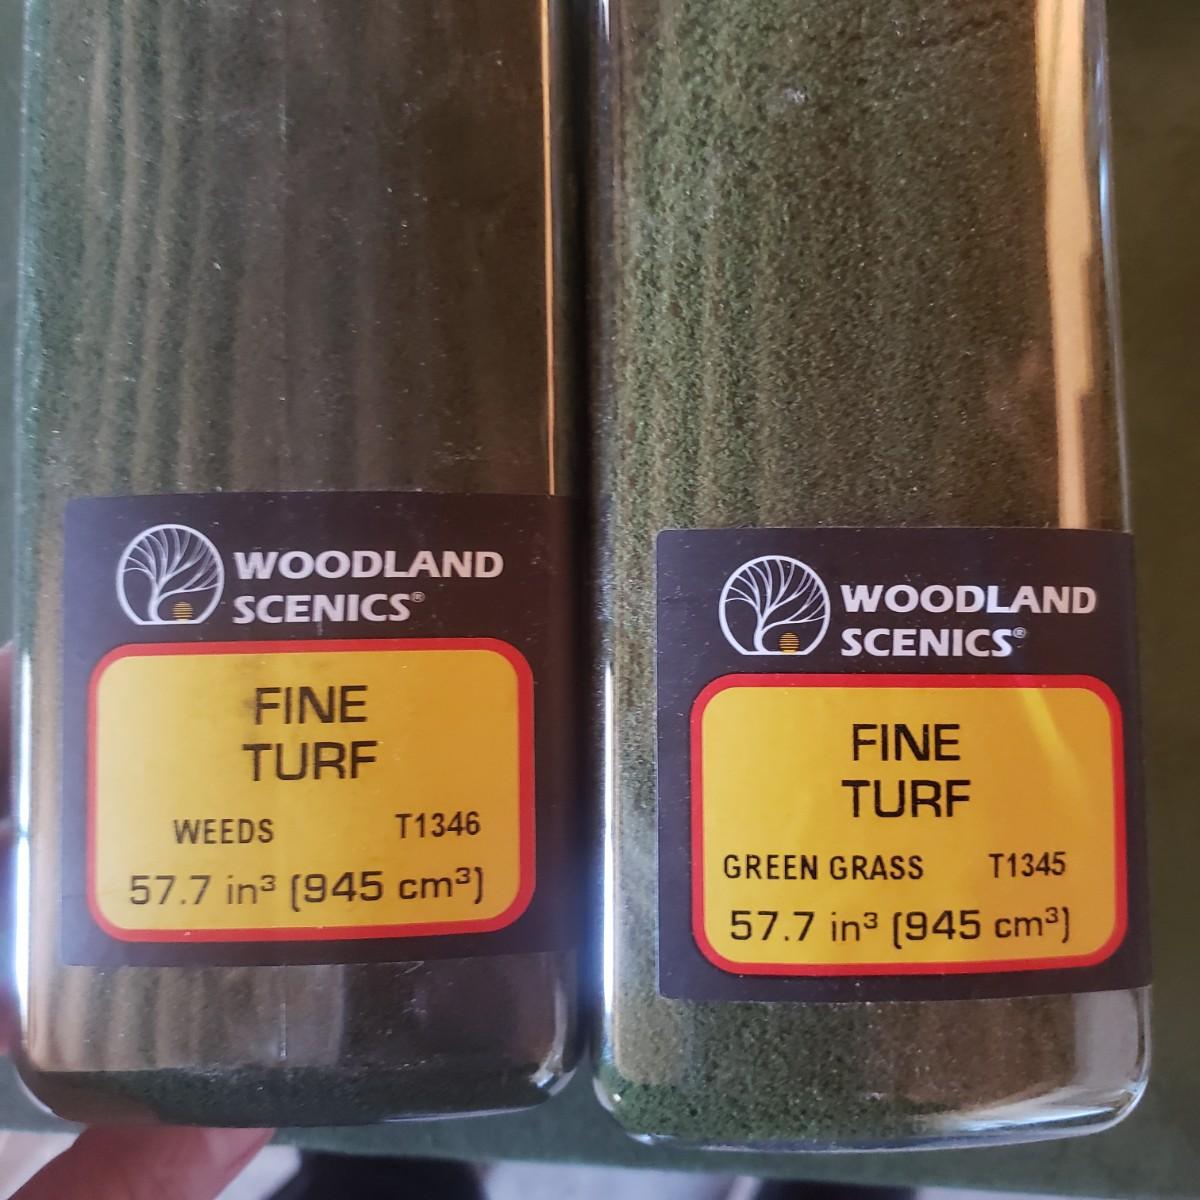 WOODLAND
SCENICS®
FINE
TURF
WEEDS T1346
57.7 in³ (945 cm³)
WOODLAND
SCENICS®
FINE
TURF
GREEN GRASS T1345
57.7 in³ (945 cm³)